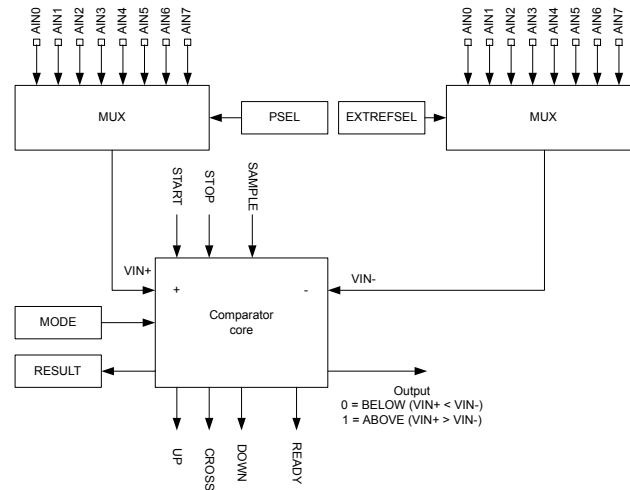 AIN0
AIN1
AIN2
AIN3
AIN4
AIN5
AIN6
AIN7
AIN0
AIN1
AIN2
AIN3
AIN4
AIN5
AIN6
AIN7
MUX
PSEL
EXTREFSEL
MUX
START
STOP
SAMPLE
VIN+
VIN-
+
-
MODE
Comparator
core
RESULT
Output
0 = BELOW (VIN+ < VIN-)
1 = ABOVE (VIN+ > VIN-)
UP
CROSS
DOWN
READY